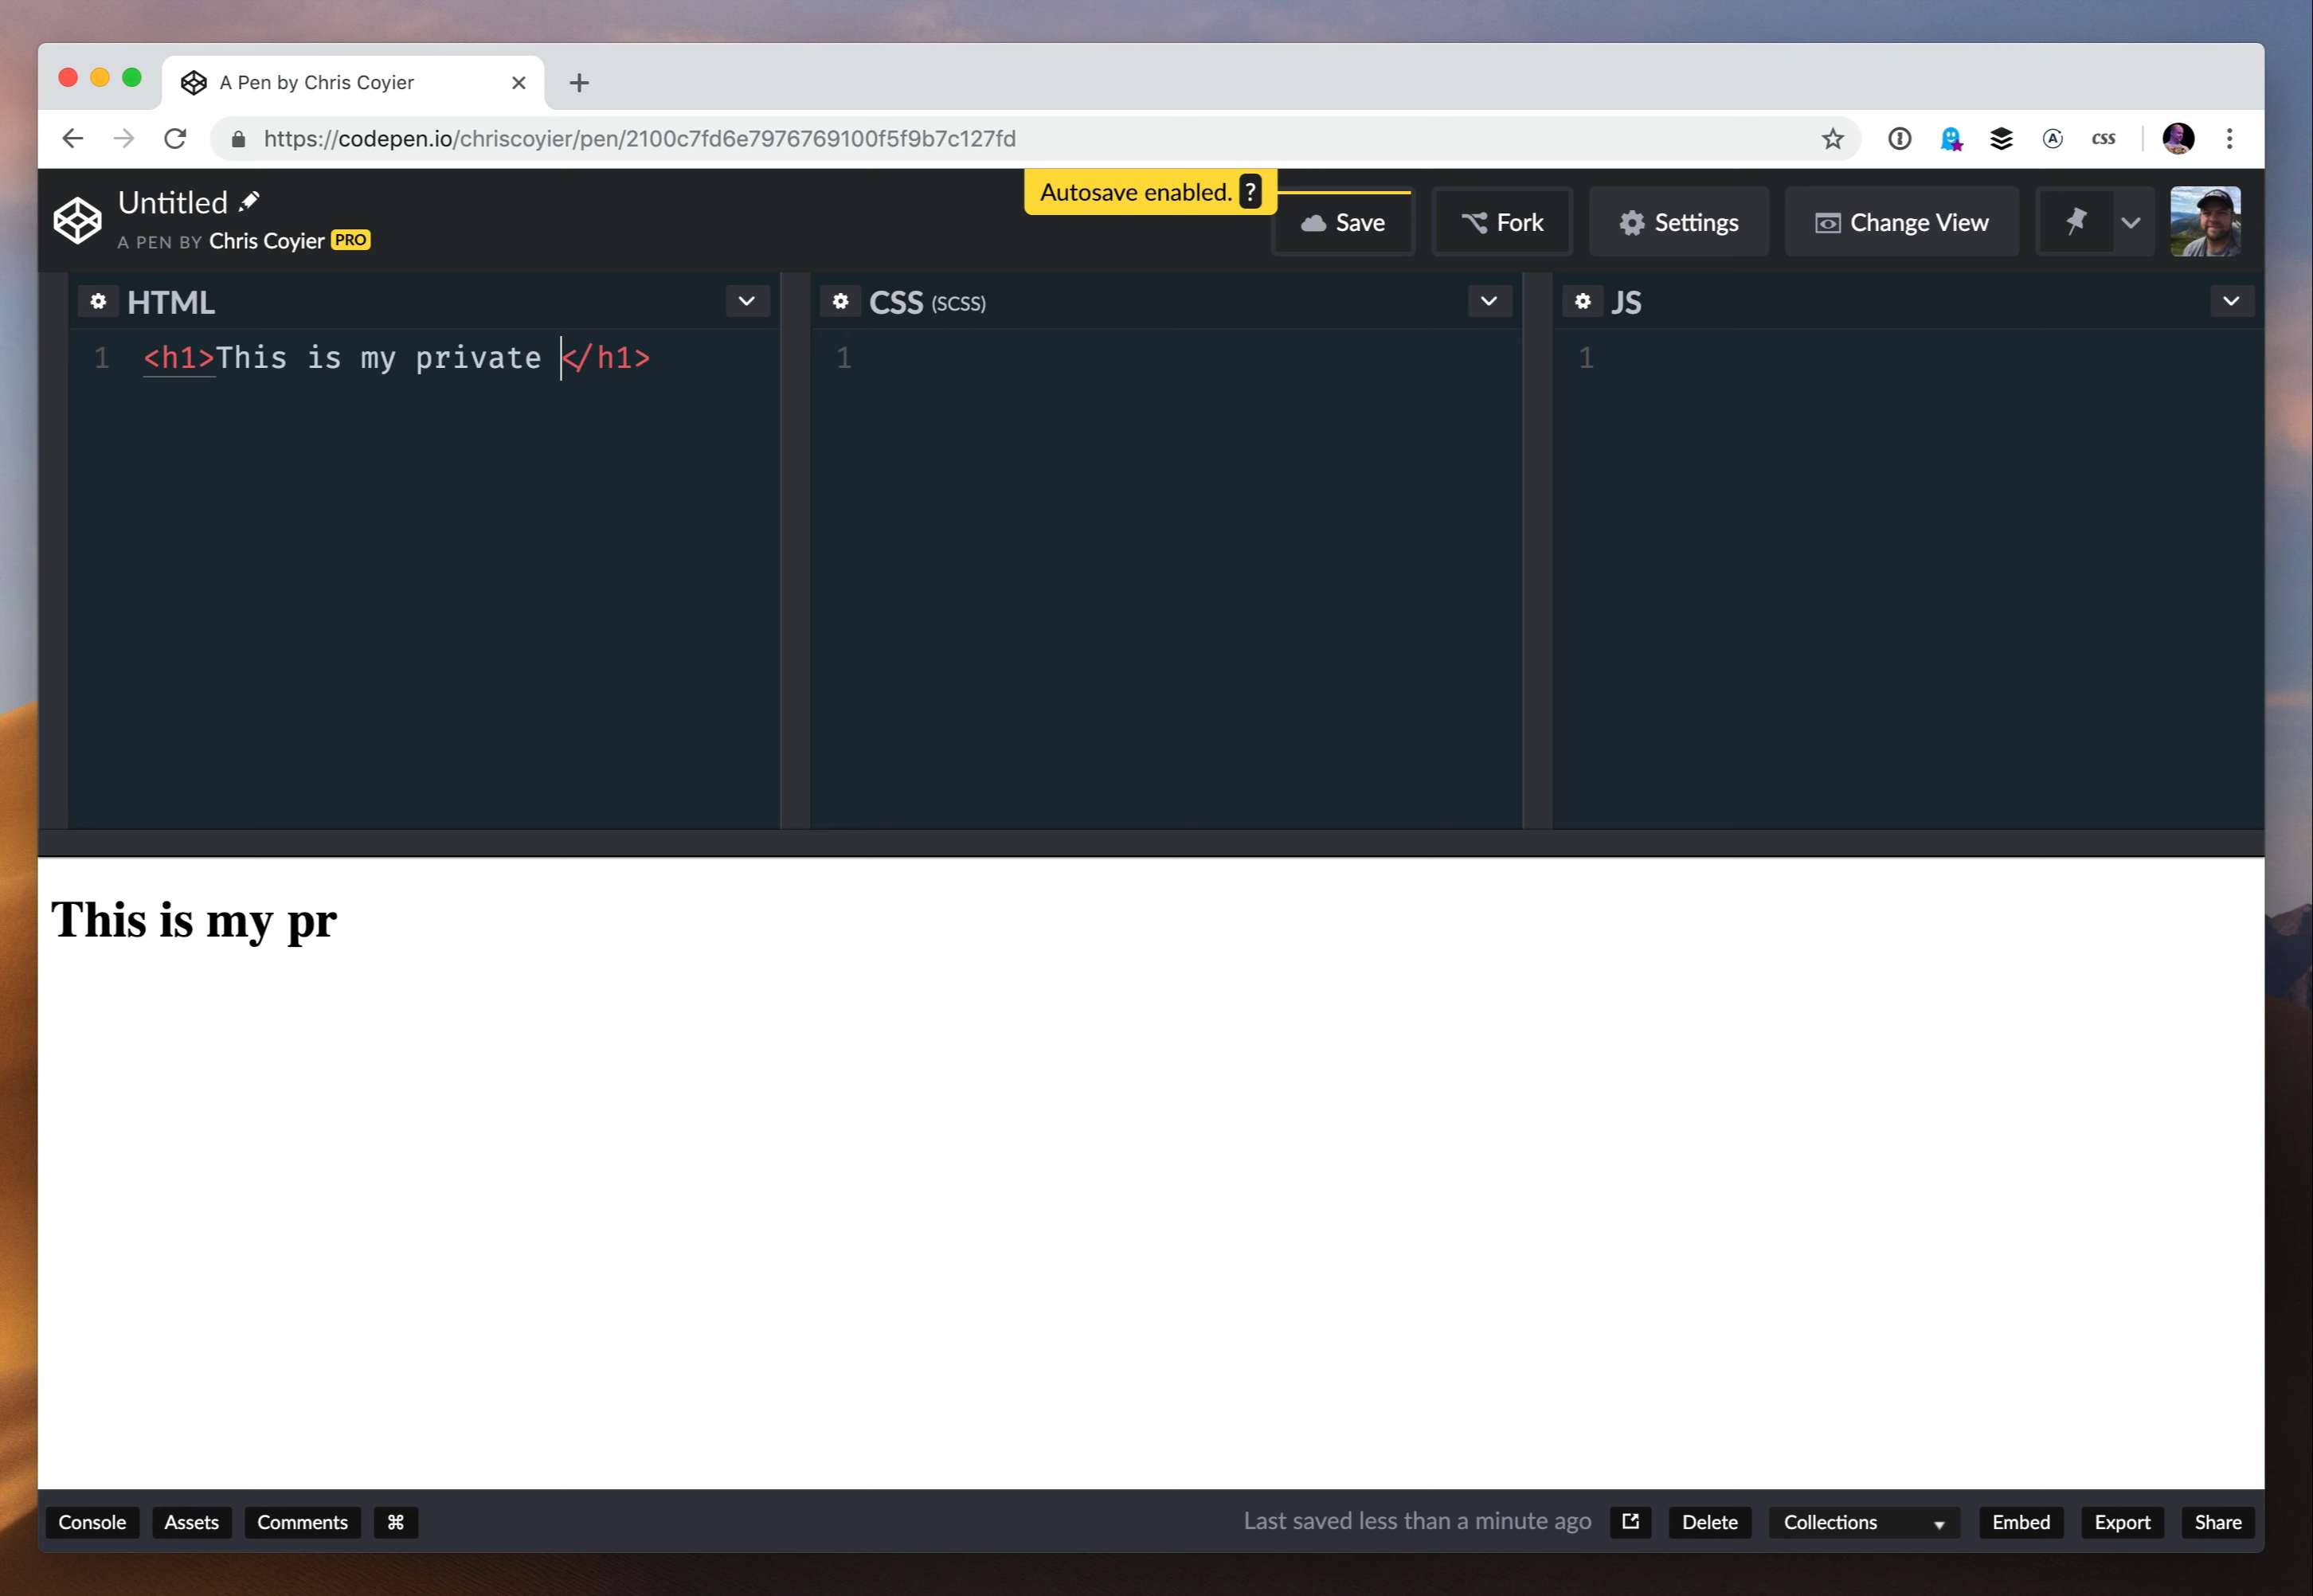 A Pen by Chris Coyier
https://codepen.io/chriscoyier/pen/2100c7fd6e7976769100f5f9b7c127fd
css
Untitled
A PEN BY Chris Coyier PRO
Autosave enabled. ?
Save
Fork
Settings
Change View
HTML
CSS (SCSS)
JS
1 <h1>This is my private </h1>
1
1
This is my pr
Console
Assets
Comments
⌘
Last saved less than a minute ago
Delete
Collections
Embed
Export
Share